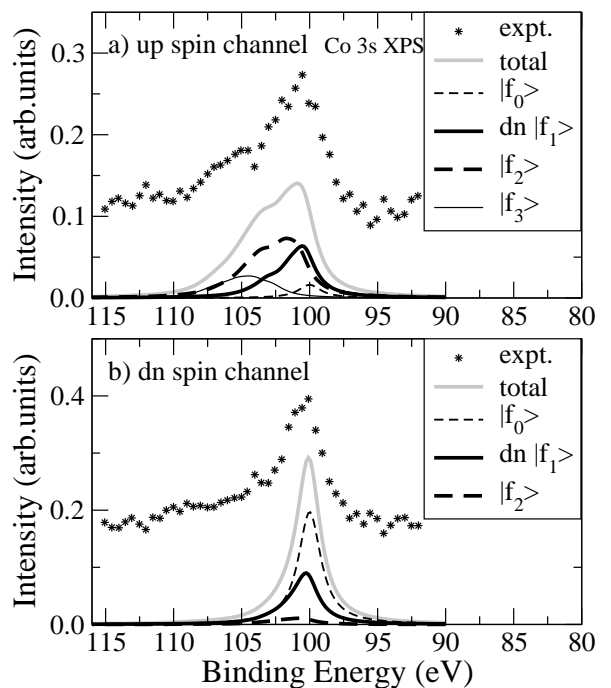 a) up spin channel Co 3s XPS
expt.
total
|f0>
dn |f1>
|f2>
|f3>
Intensity (arb.units)
0.3
0.2
0.1
0.0
115 110 105 100 95 90 85 80
b) dn spin channel
expt.
total
|f0>
dn |f1>
|f2>
Intensity (arb.units)
0.4
0.2
0.0
115 110 105 100 95 90 85 80
Binding Energy (eV)